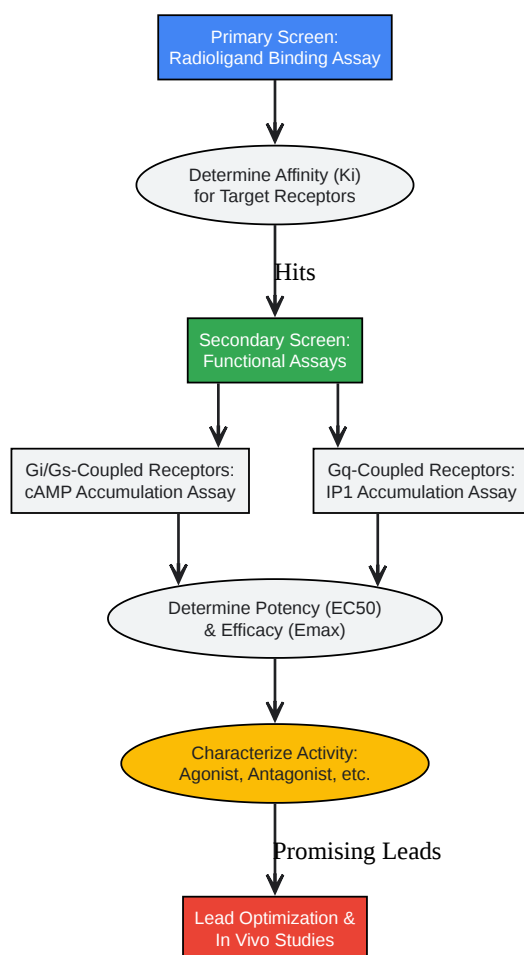 Primary Screen:
Radioligand Binding Assay
Determine Affinity (Ki)
for Target Receptors
Hits
Secondary Screen:
Functional Assays
Gi/Gs-Coupled Receptors:
cAMP Accumulation Assay
Gq-Coupled Receptors:
IP1 Accumulation Assay
Determine Potency (EC50)
& Efficacy (Emax)
Characterize Activity:
Agonist, Antagonist, etc.
Promising Leads
Lead Optimization &
In Vivo Studies